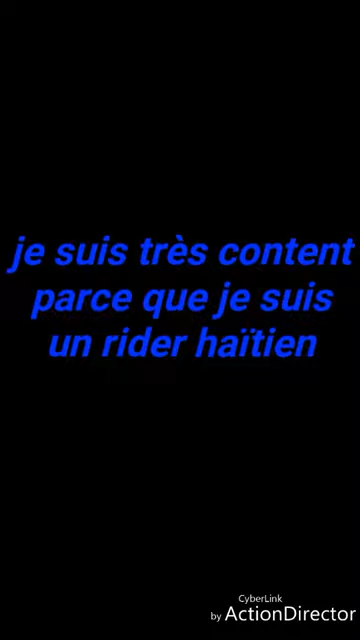 je suis très content
parce que je suis
un rider haïtien
CyberLink
by ActionDirector